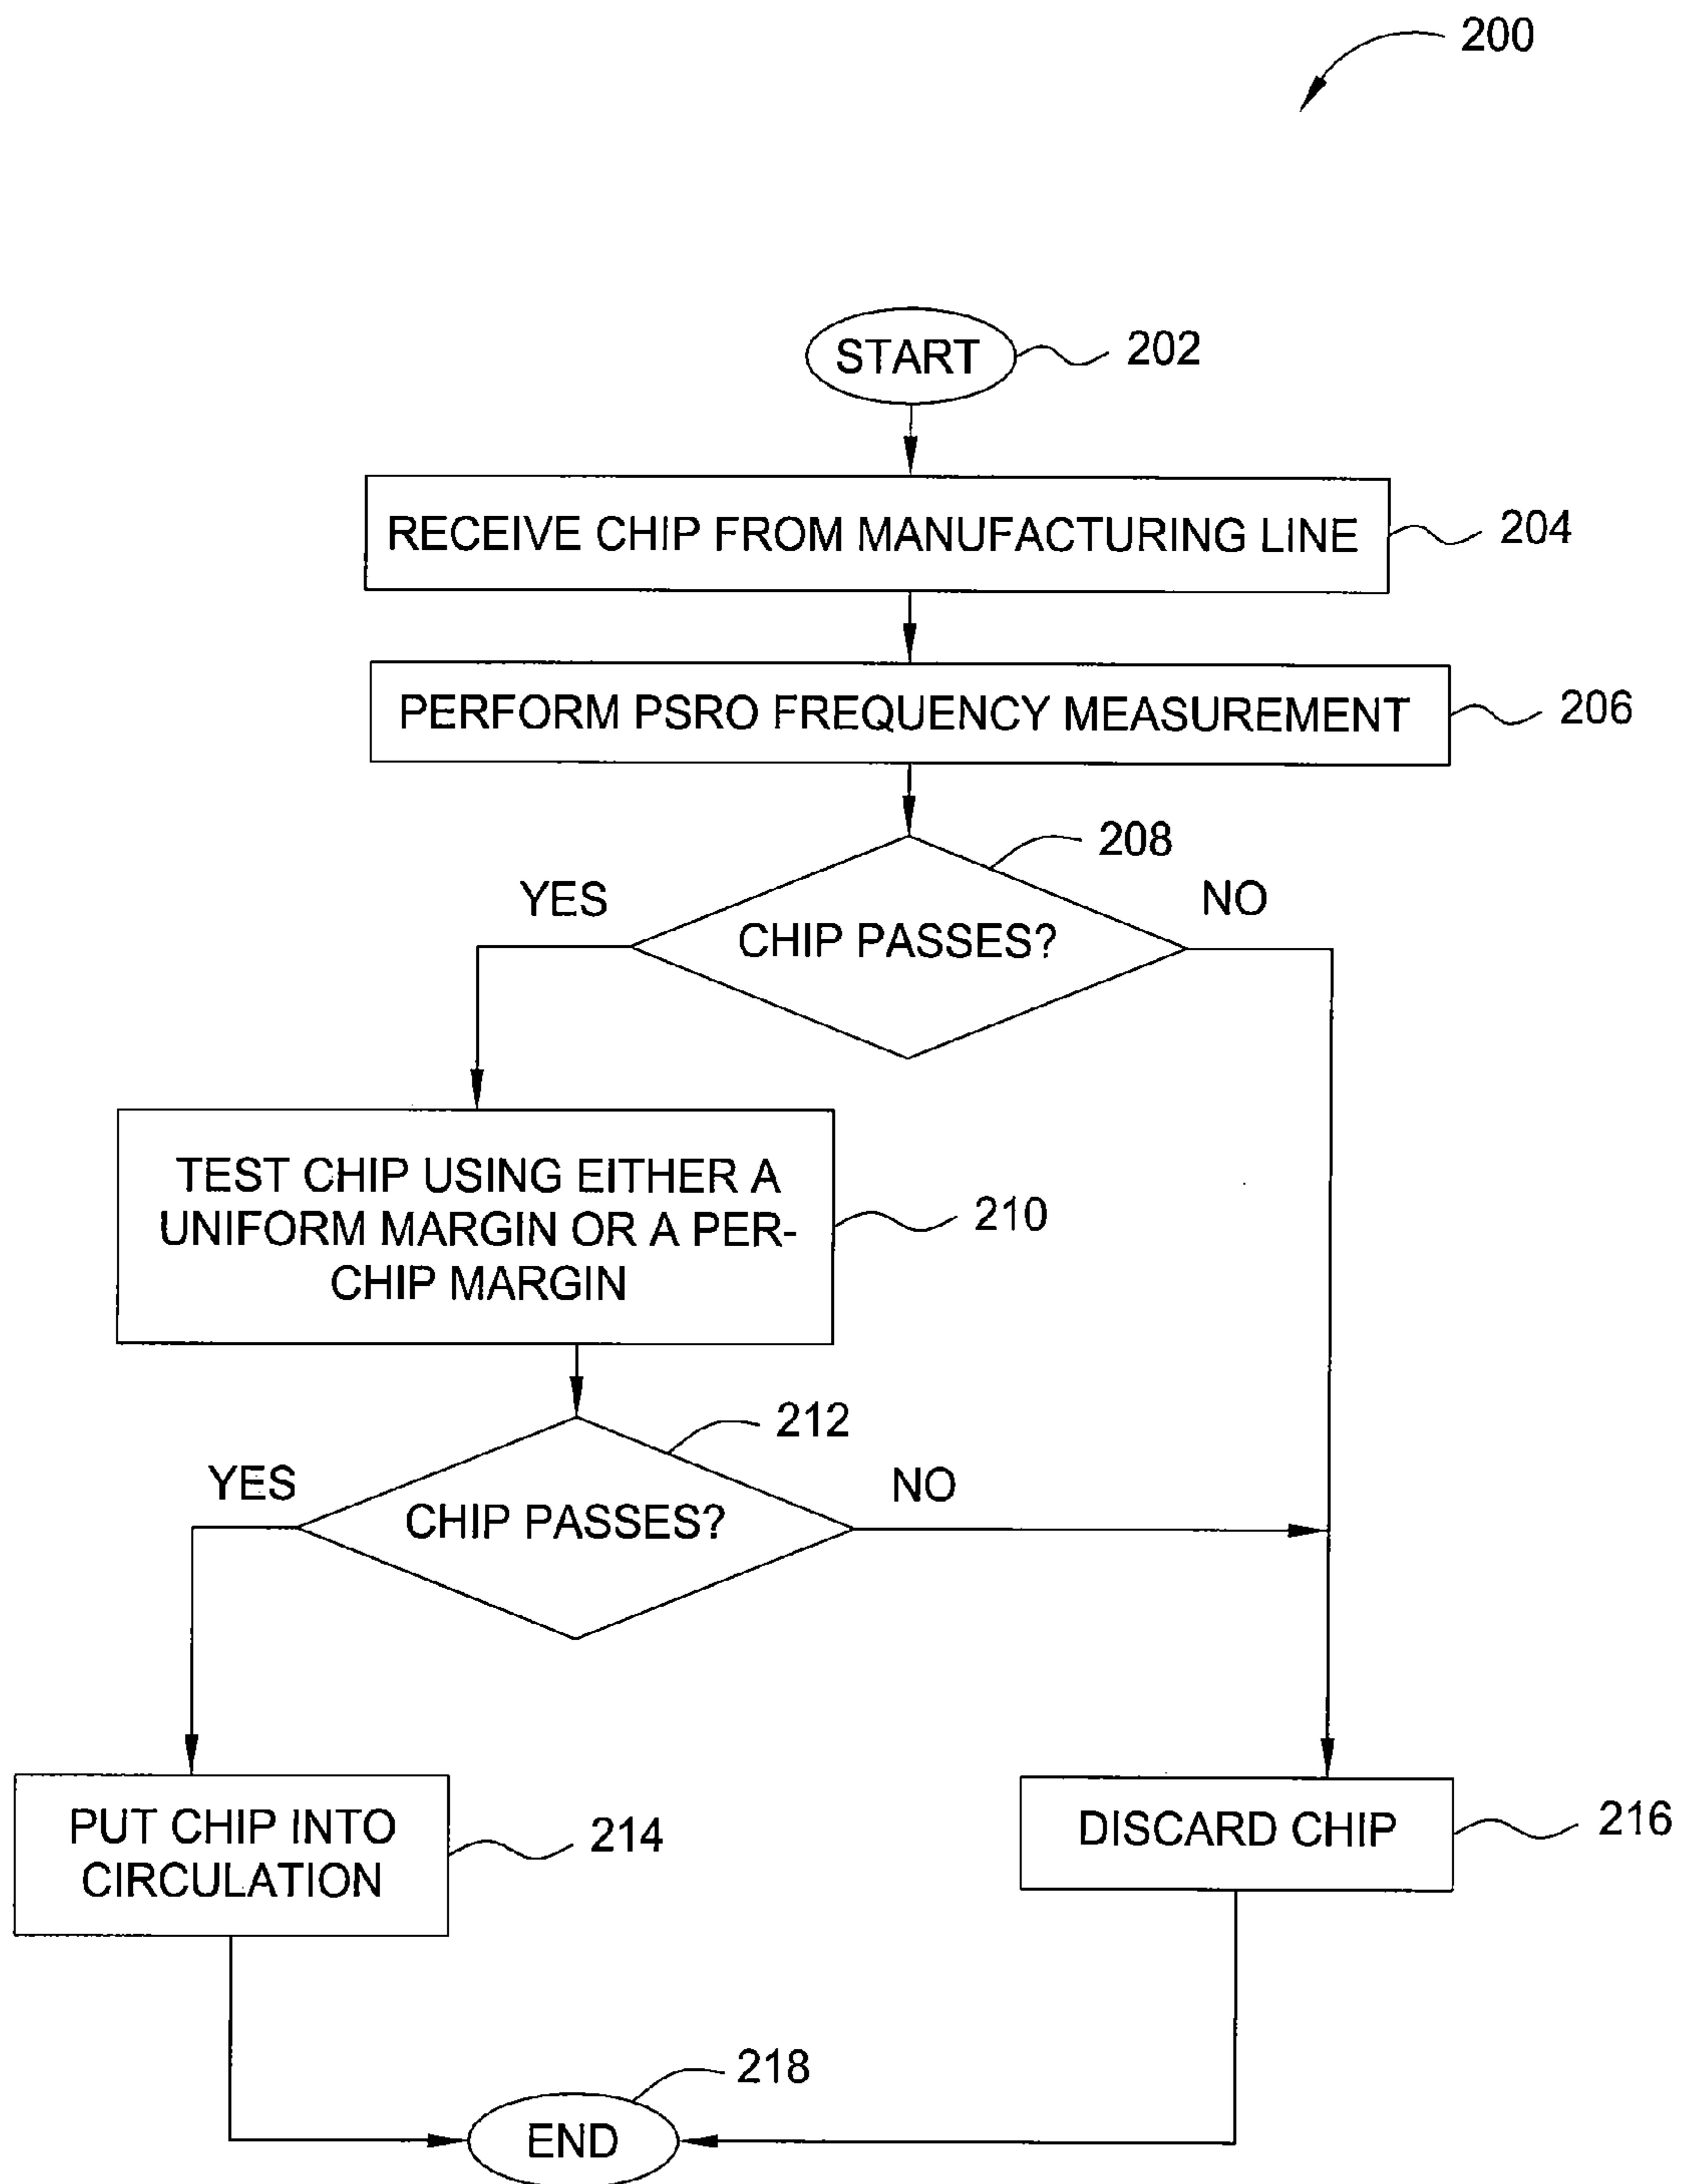 200
START
202
RECEIVE CHIP FROM MANUFACTURING LINE
204
PERFORM PSRO FREQUENCY MEASUREMENT
206
208
YES
NO
CHIP PASSES?
TEST CHIP USING EITHER A
UNIFORM MARGIN OR A PER-
CHIP MARGIN
210
212
YES
NO
CHIP PASSES?
PUT CHIP INTO
CIRCULATION
214
DISCARD CHIP
216
218
END